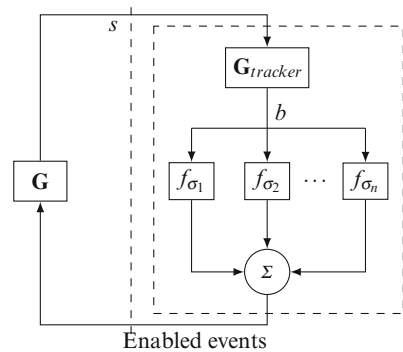 s
G_tracker
b
G
f_σ1 f_σ2 ⋯ f_σn
Σ
Enabled events